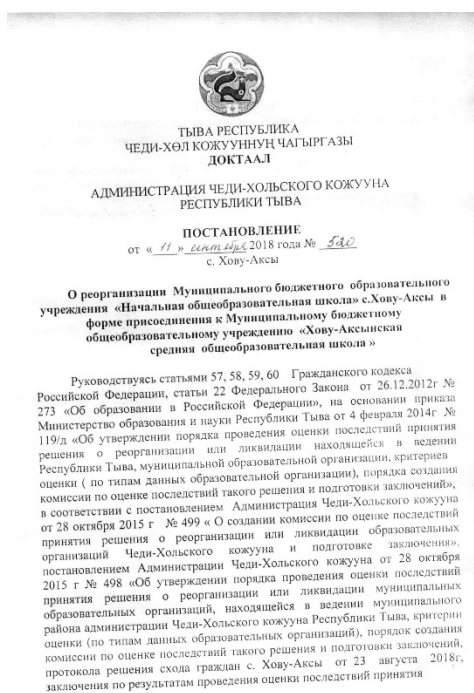 ТЫВА РЕСПУБЛИКА
ЧЕДИ-ХӨЛ КОЖУУННУҢ ЧАГЫРГАЗЫ
ДОКТААЛ
АДМИНИСТРАЦИЯ ЧЕДИ-ХОЛЬСКОГО КОЖУУНА
РЕСПУБЛИКИ ТЫВА
ПОСТАНОВЛЕНИЕ
от « 11 » сентября 2018 года № 520
с. Хову-Аксы
О реорганизации Муниципального бюджетного образовательного
учреждения «Начальная общеобразовательная школа» с.Хову-Аксы в
форме присоединения к Муниципальному бюджетному
общеобразовательному учреждению «Хову-Аксынская
средняя общеобразовательная школа »
Руководствуясь статьями 57, 58, 59, 60 Гражданского кодекса
Российской Федерации, статьи 22 Федерального Закона от 26.12.2012г №
273 «Об образовании в Российской Федерации», на основании приказа
Министерство образования и науки Республики Тыва от 4 февраля 2014г №
119/д «Об утверждении порядка проведения оценки последствий принятия
решения о реорганизации или ликвидации находящейся в ведении
Республики Тыва, муниципальной образовательной организации, критериев
оценки ( по типам данных образовательной организации), порядка создания
комиссии по оценке последствий такого решения и подготовки заключений»,
в соответствии с постановлением Администрация Чеди-Хольского кожууна
от 28 октября 2015 г № 499 « О создании комиссии по оценке последствий
принятия решения о реорганизации или ликвидации образовательных
организаций Чеди-Хольского кожууна и подготовке заключения»,
постановлением Администрации Чеди-Хольского кожууна от 28 октября
2015 г № 498 «Об утверждении порядка проведения оценки последствий
принятия решения о реорганизации или ликвидации муниципальных
образовательных организаций, находящейся в ведении муниципального
района администрации Чеди-Хольского кожууна Республики Тыва, критерии
оценки (по типам данных образовательных организаций), порядок создания
комиссии по оценке последствий такого решения и подготовки заключений,
протокола решения схода граждан с. Хову-Аксы от 23 августа 2018г,
заключения по результатам проведения оценки последствий принятия